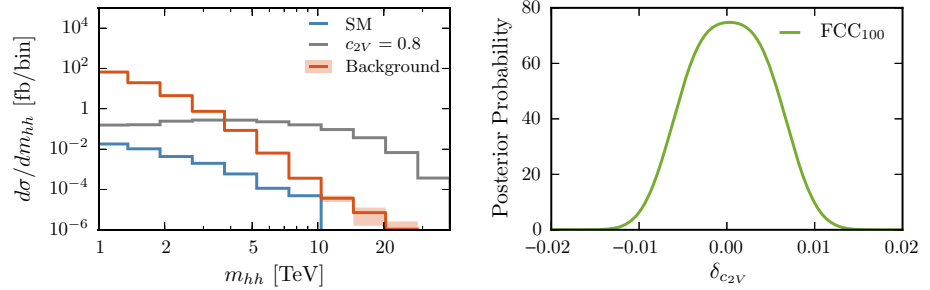 SM
c_{2V} = 0.8
Background
dσ/dm_{hh} [fb/bin]
10^2
1
10^{-2}
10^{-4}
10^{-6}
1 2 5 10 20
m_{hh} [TeV]
FCC_{100}
Posterior Probability
80
60
40
20
0
−0.02 −0.01 0.00 0.01 0.02
δ_{c_{2V}}